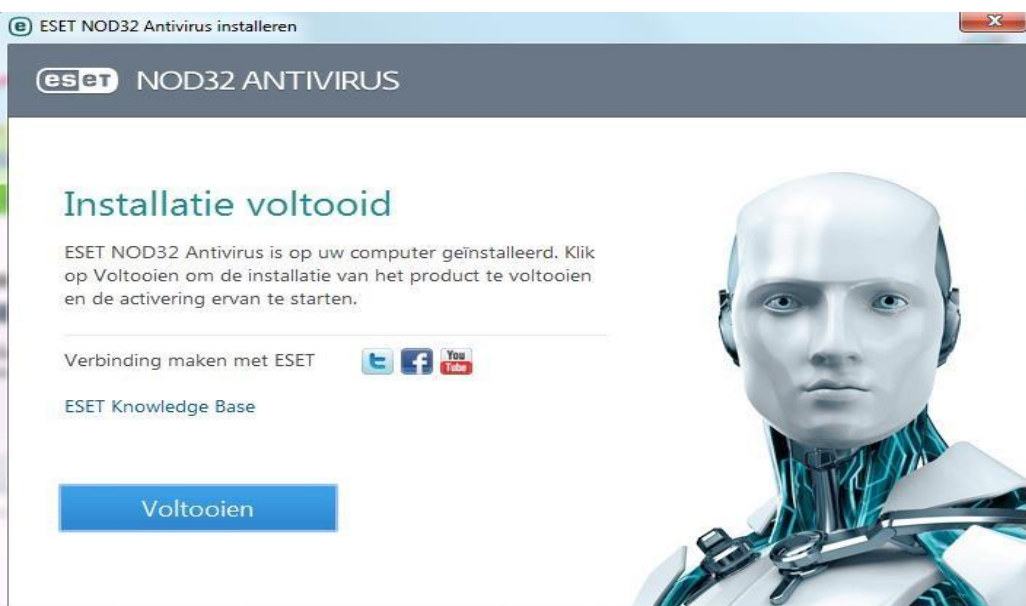 e ESET NOD32 Antivirus installeren
eset NOD32 ANTIVIRUS
Installatie voltooid
ESET NOD32 Antivirus is op uw computer geïnstalleerd. Klik
op Voltooien om de installatie van het product te voltooien
en de activering ervan te starten.
Verbinding maken met ESET t f You Tube
ESET Knowledge Base
Voltooien